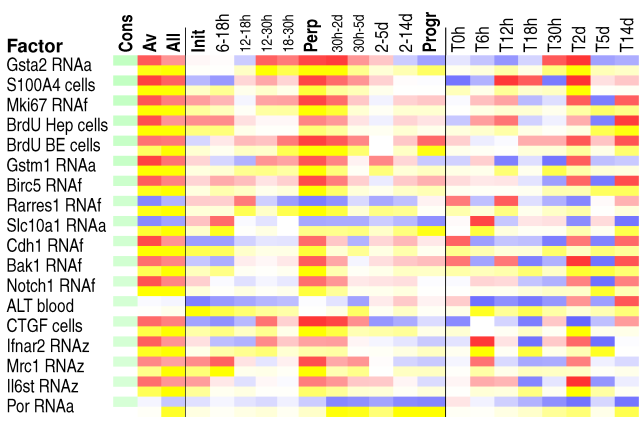 Factor Cons Av All Init 6-18h 12-18h 12-30h 18-30h Perp 30h-2d 30h-5d 2-5d 2-14d Progr T0h T6h T12h T18h T30h T2d T5d T14d
Gsta2 RNAa
S100A4 cells
Mki67 RNAf
BrdU Hep cells
BrdU BE cells
Gstm1 RNAa
Birc5 RNAf
Rarres1 RNAf
Slc10a1 RNAa
Cdh1 RNAf
Bak1 RNAf
Notch1 RNAf
ALT blood
CTGF cells
Ifnar2 RNAz
Mrc1 RNAz
Il6st RNAz
Por RNAa